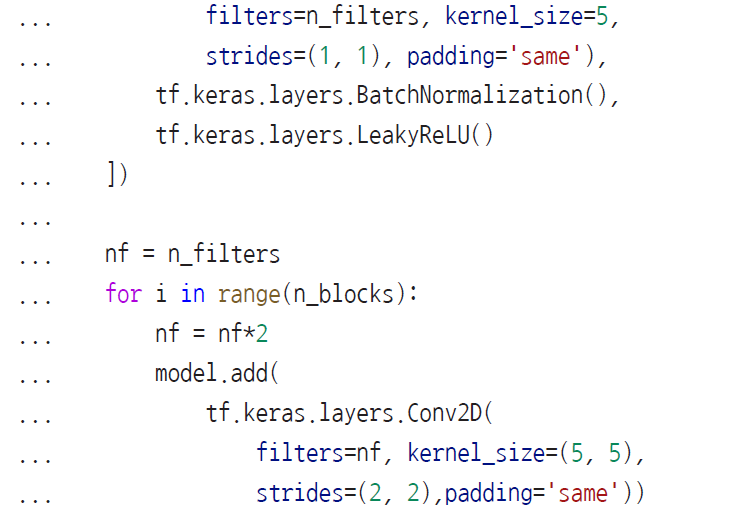 ...             filters=n_filters, kernel_size=5,
...             strides=(1, 1), padding='same'),
...         tf.keras.layers.BatchNormalization(),
...         tf.keras.layers.LeakyReLU()
...     ])
...
...     nf = n_filters
...     for i in range(n_blocks):
...         nf = nf*2
...         model.add(
...             tf.keras.layers.Conv2D(
...                 filters=nf, kernel_size=(5, 5),
...                 strides=(2, 2),padding='same'))